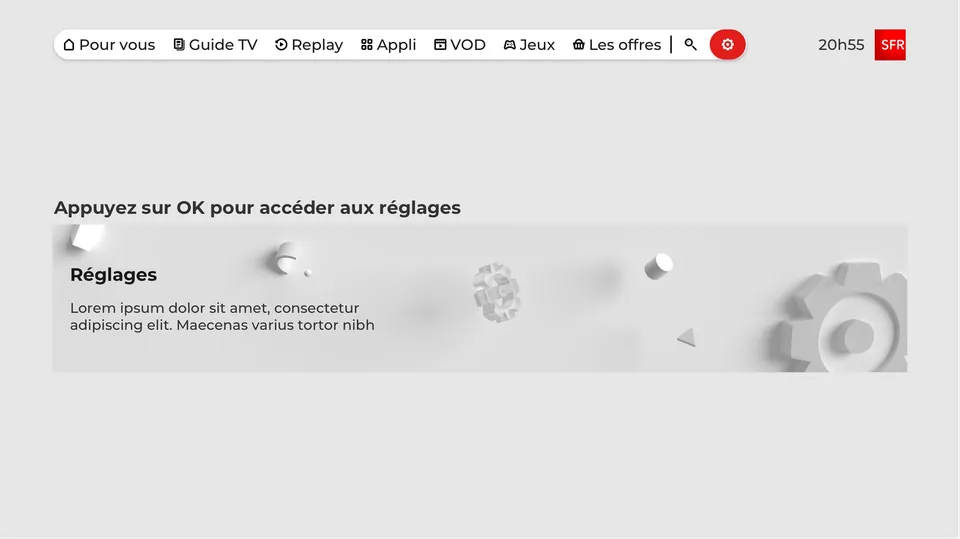 Pour vous Guide TV Replay Appli VOD Jeux Les offres 20h55 SFR
Appuyez sur OK pour accéder aux réglages
Réglages
Lorem ipsum dolor sit amet, consectetur
adipiscing elit. Maecenas varius tortor nibh